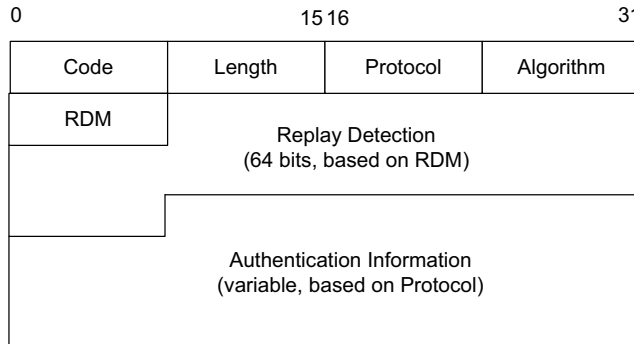 0 15 16 31
Code Length Protocol Algorithm
RDM
Replay Detection
(64 bits, based on RDM)
Authentication Information
(variable, based on Protocol)